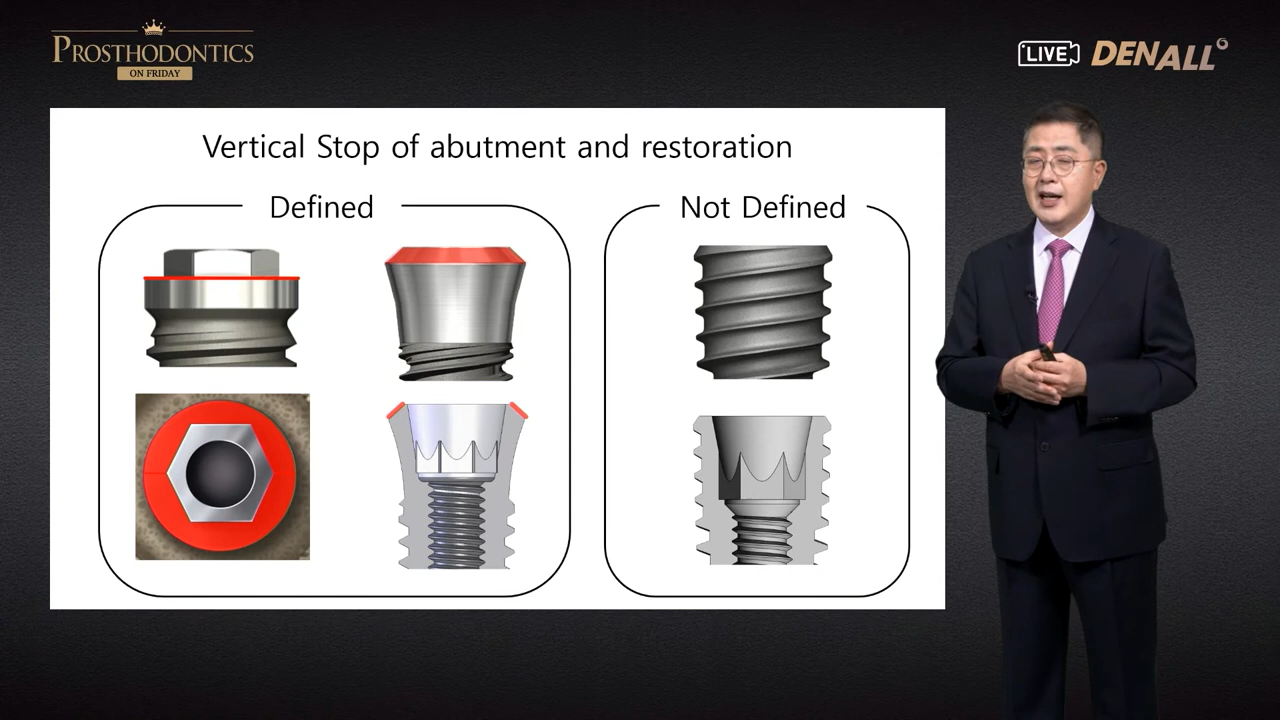 PROSTHODONTICS
ON FRIDAY
LIVE
DENALL
Vertical Stop of abutment and restoration
Defined
Not Defined